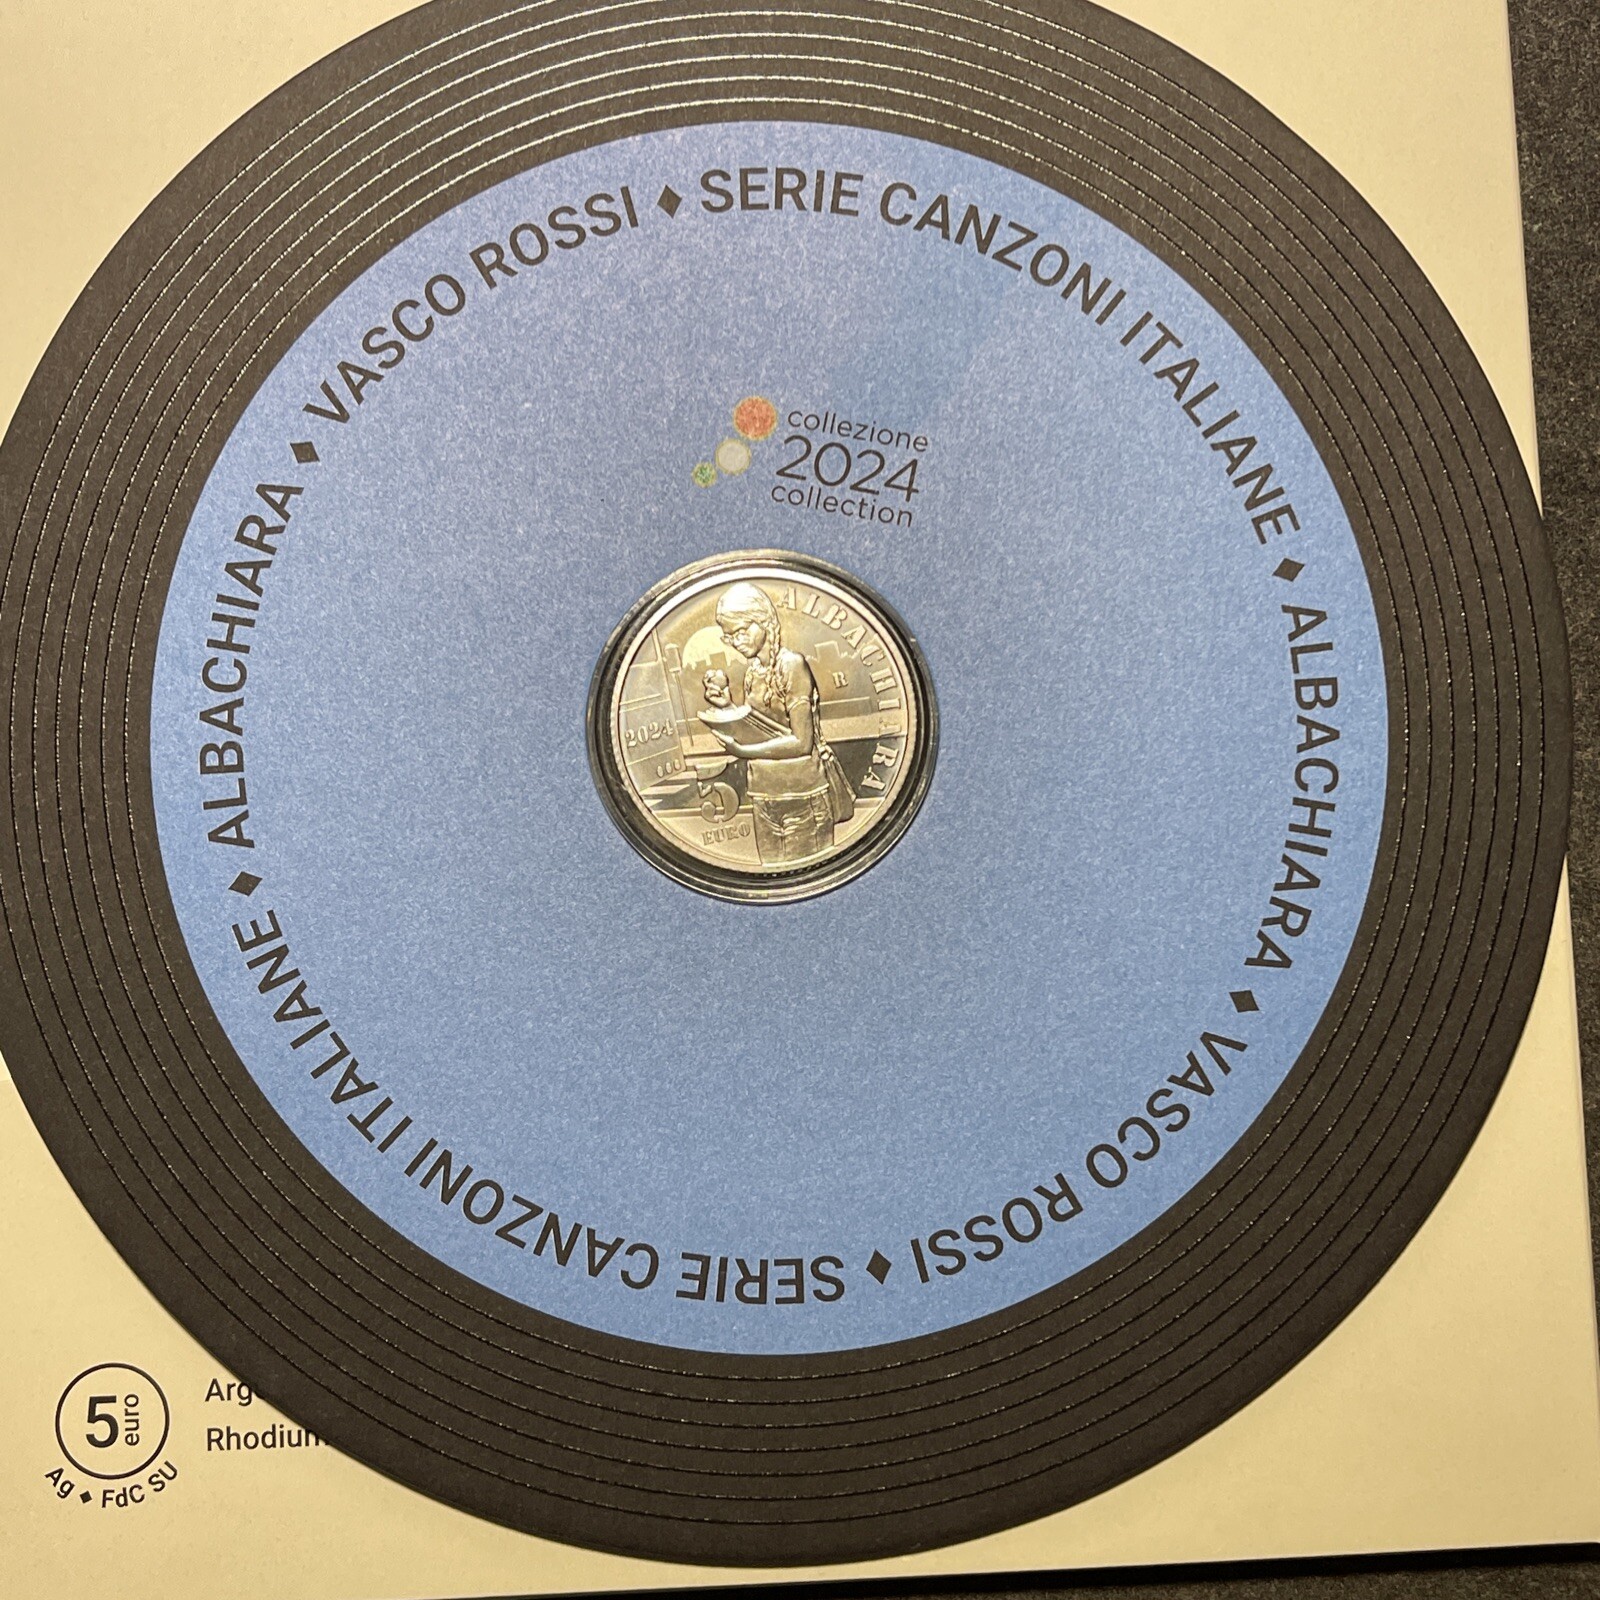 VASCO ROSSI ♦ SERIE CANZONI ITALIANE ♦ ALBACHIARA ♦ VASCO ROSSI ♦ SERIE CANZONI ITALIANE ♦ ALBACHIARA ♦
collezione
2024
collection
ALBACHIARA
R
2024
5
EURO
5 euro
Ag ♦ FdC SU